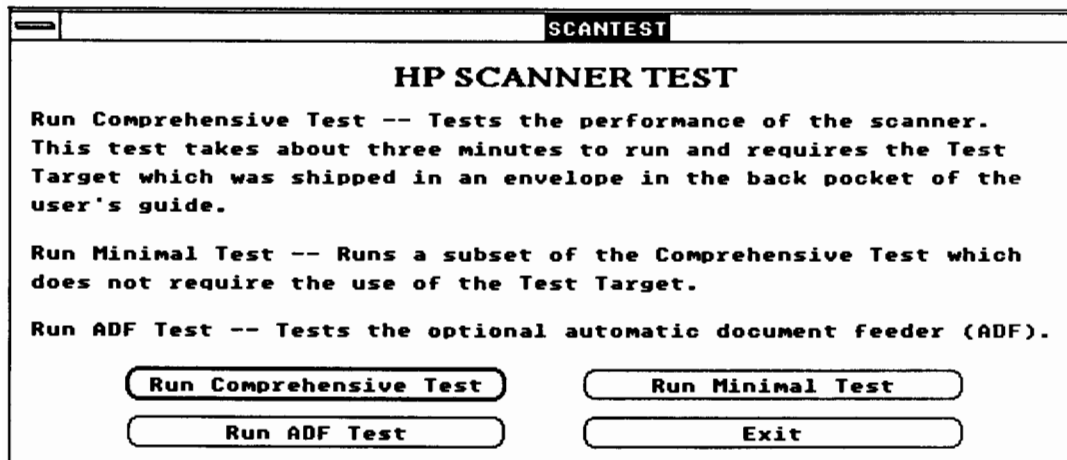 SCANTEST
HP SCANNER TEST
Run Comprehensive Test -- Tests the performance of the scanner.
This test takes about three minutes to run and requires the Test
Target which was shipped in an envelope in the back pocket of the
user's guide.
Run Minimal Test -- Runs a subset of the Comprehensive Test which
does not require the use of the Test Target.
Run ADF Test -- Tests the optional automatic document feeder (ADF).
Run Comprehensive Test
Run Minimal Test
Run ADF Test
Exit